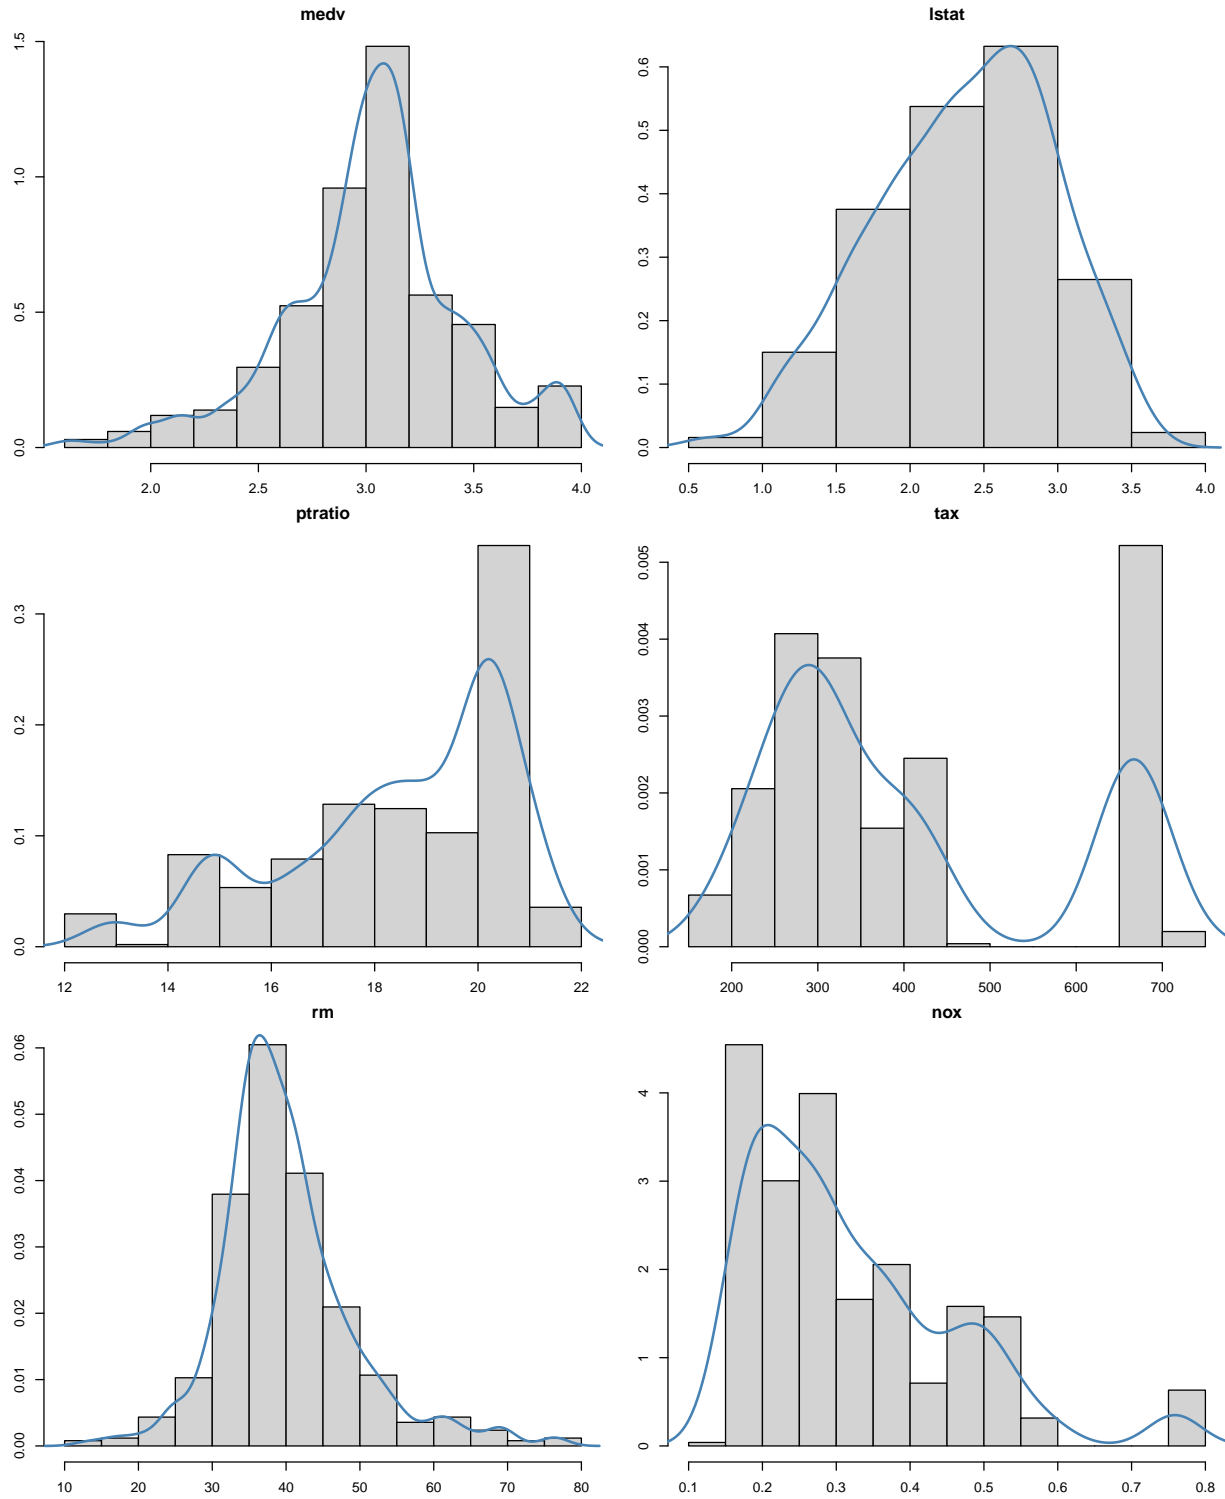 medv
0.0 0.5 1.0 1.5
2.0 2.5 3.0 3.5 4.0
lstat
0.0 0.1 0.2 0.3 0.4 0.5 0.6
0.5 1.0 1.5 2.0 2.5 3.0 3.5 4.0
ptratio
0.0 0.1 0.2 0.3
12 14 16 18 20 22
tax
0.000 0.001 0.002 0.003 0.004 0.005
200 300 400 500 600 700
rm
0.00 0.01 0.02 0.03 0.04 0.05 0.06
10 20 30 40 50 60 70 80
nox
0 1 2 3 4
0.1 0.2 0.3 0.4 0.5 0.6 0.7 0.8